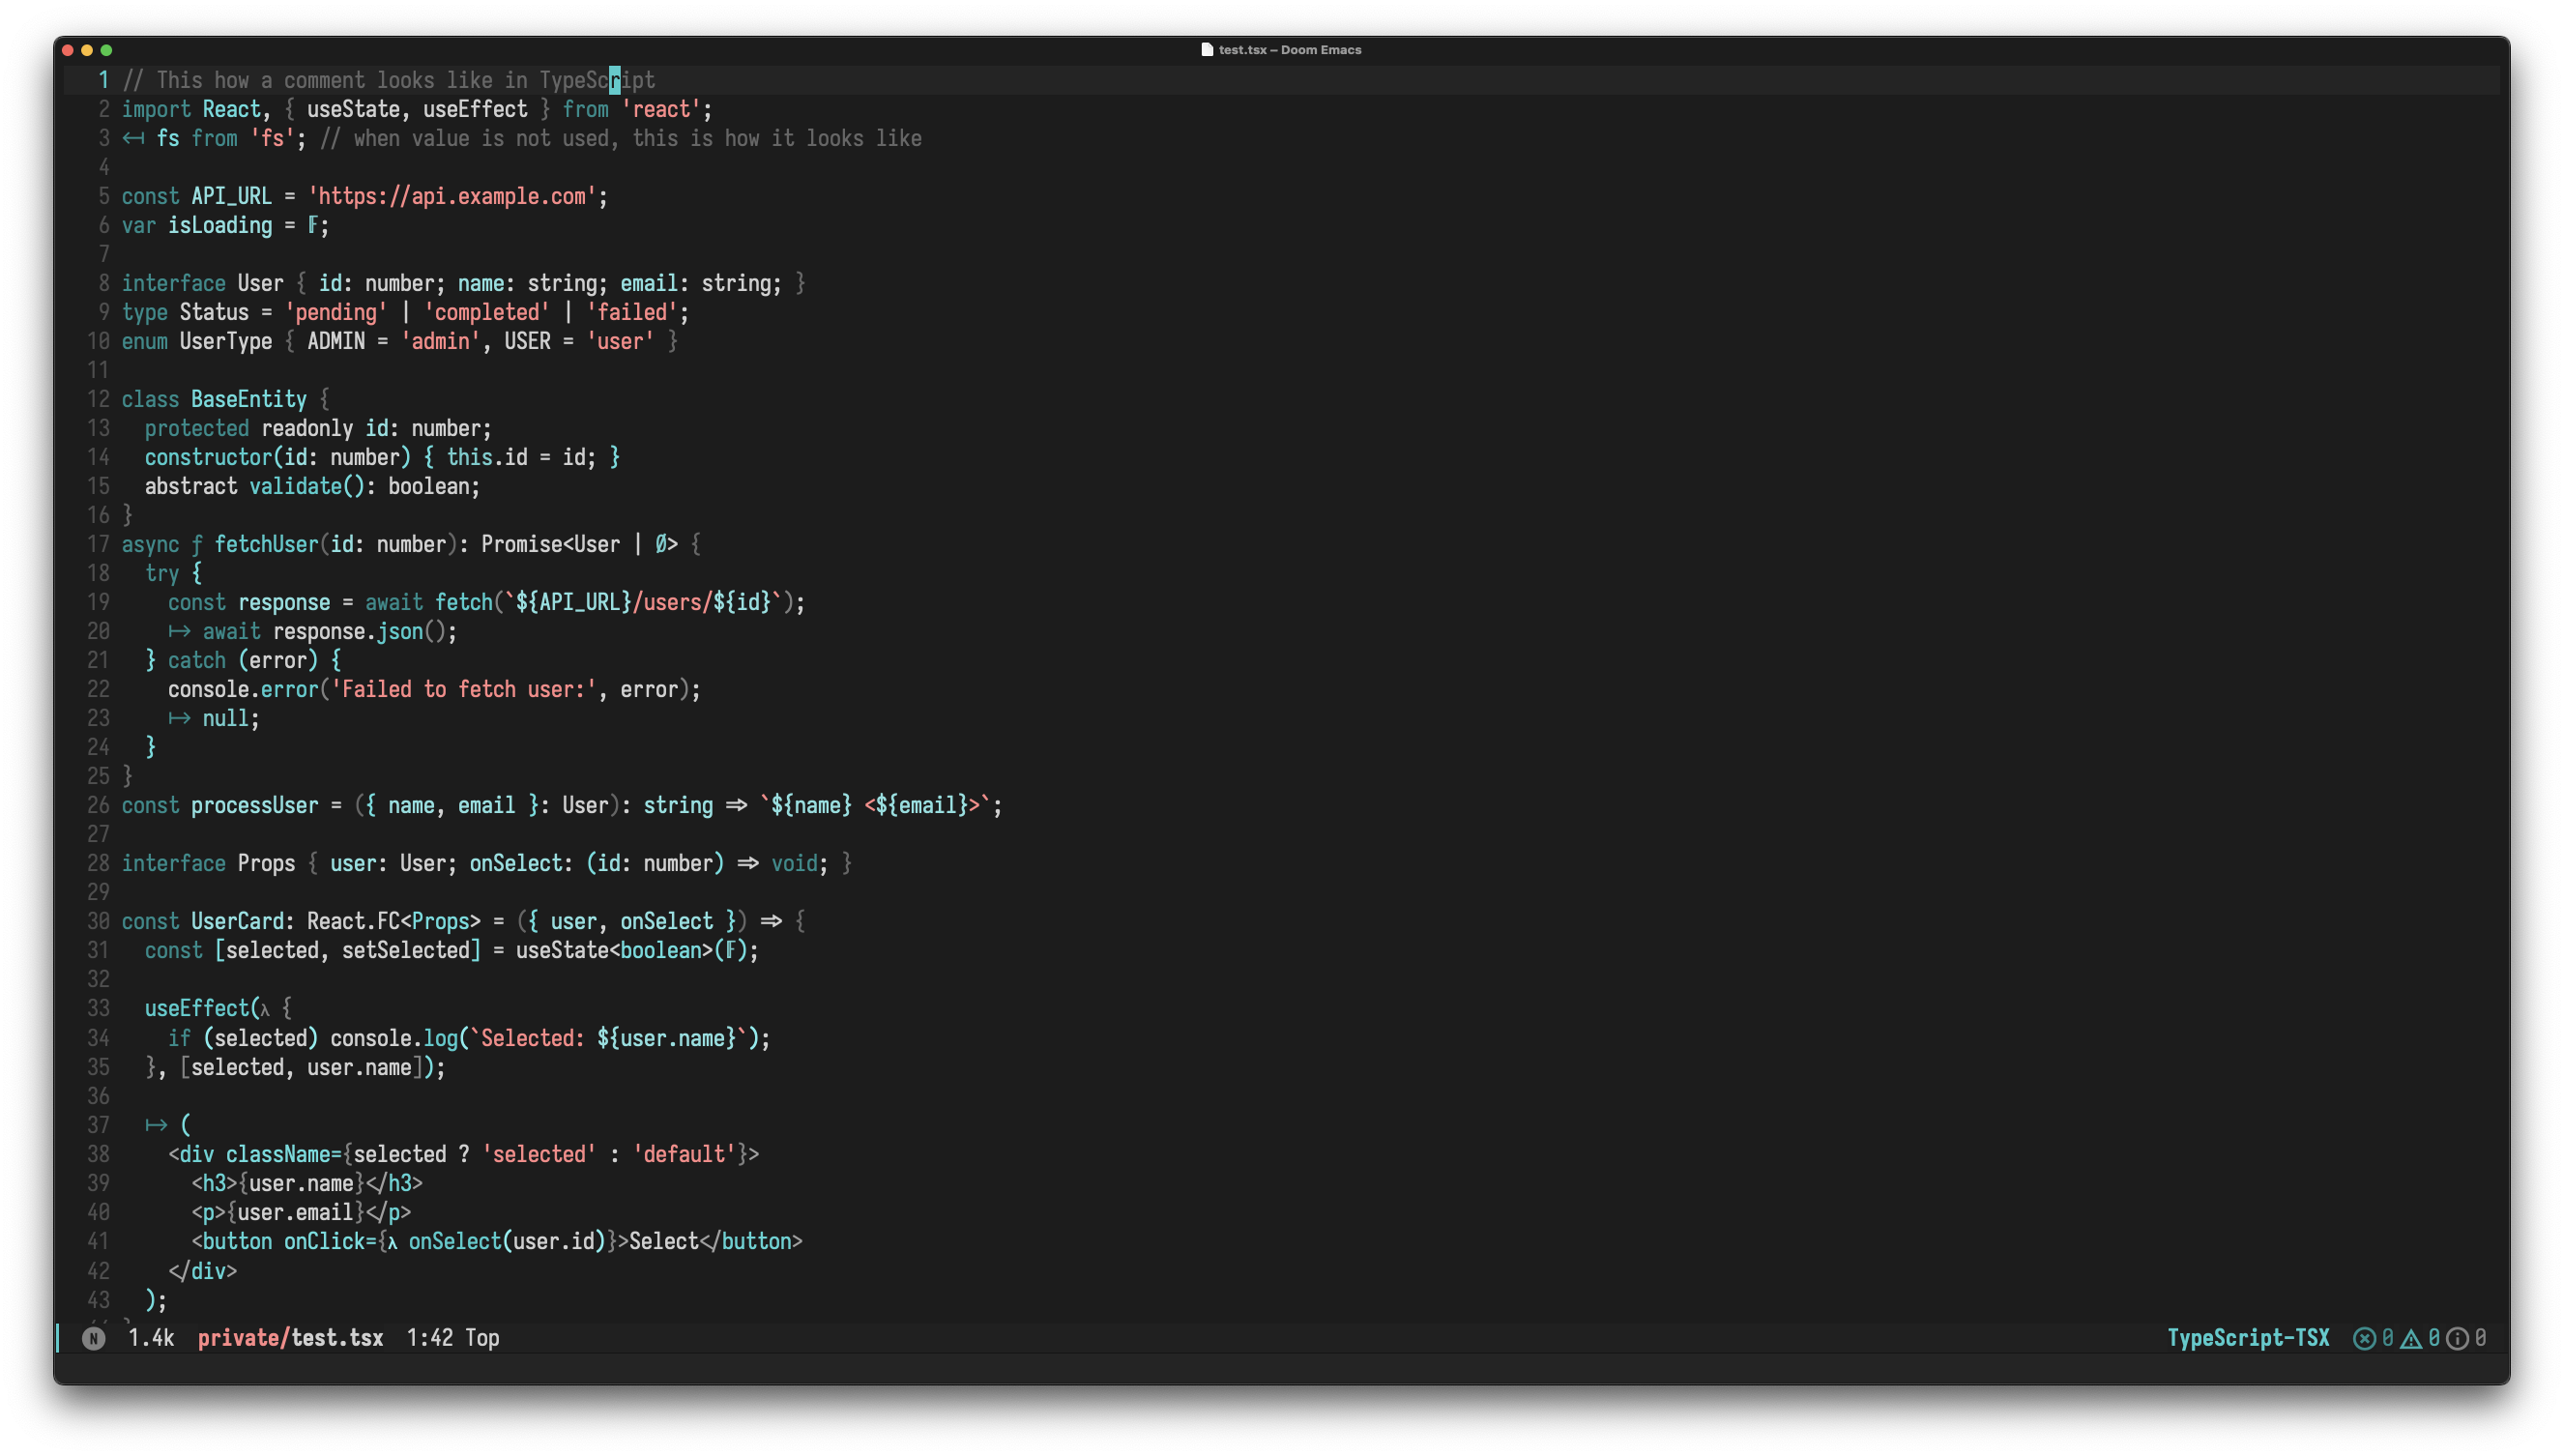 test.tsx – Doom Emacs
1 // This how a comment looks like in TypeScript
2 import React, { useState, useEffect } from 'react';
3 ↤ fs from 'fs'; // when value is not used, this is how it looks like
4
5 const API_URL = 'https://api.example.com';
6 var isLoading = 𝔽;
7
8 interface User { id: number; name: string; email: string; }
9 type Status = 'pending' | 'completed' | 'failed';
10 enum UserType { ADMIN = 'admin', USER = 'user' }
11
12 class BaseEntity {
13   protected readonly id: number;
14   constructor(id: number) { this.id = id; }
15   abstract validate(): boolean;
16 }
17 async ƒ fetchUser(id: number): Promise<User | Ø> {
18   try {
19     const response = await fetch(`${API_URL}/users/${id}`);
20     ↦ await response.json();
21   } catch (error) {
22     console.error('Failed to fetch user:', error);
23     ↦ null;
24   }
25 }
26 const processUser = ({ name, email }: User): string => `${name} <${email}>`;
27
28 interface Props { user: User; onSelect: (id: number) => void; }
29
30 const UserCard: React.FC<Props> = ({ user, onSelect }) => {
31   const [selected, setSelected] = useState<boolean>(𝔽);
32
33   useEffect(λ {
34     if (selected) console.log(`Selected: ${user.name}`);
35   }, [selected, user.name]);
36
37   ↦ (
38     <div className={selected ? 'selected' : 'default'}>
39       <h3>{user.name}</h3>
40       <p>{user.email}</p>
41       <button onClick={λ onSelect(user.id)}>Select</button>
42     </div>
43   );
N 1.4k private/test.tsx 1:42 Top TypeScript-TSX 0 0 0